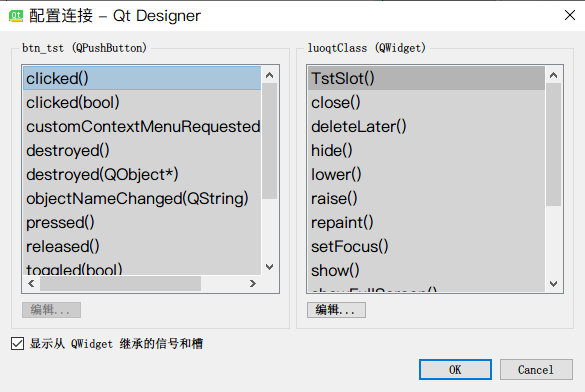 Qt 配置连接 - Qt Designer
btn_tst (QPushButton)
clicked()
clicked(bool)
customContextMenuRequested
destroyed()
destroyed(QObject*)
objectNameChanged(QString)
pressed()
released()
toggled(bool)
编辑...
luoqtClass (QWidget)
TstSlot()
close()
deleteLater()
hide()
lower()
raise()
repaint()
setFocus()
show()
showFullScreen()
编辑...
显示从 QWidget 继承的信号和槽
OK
Cancel